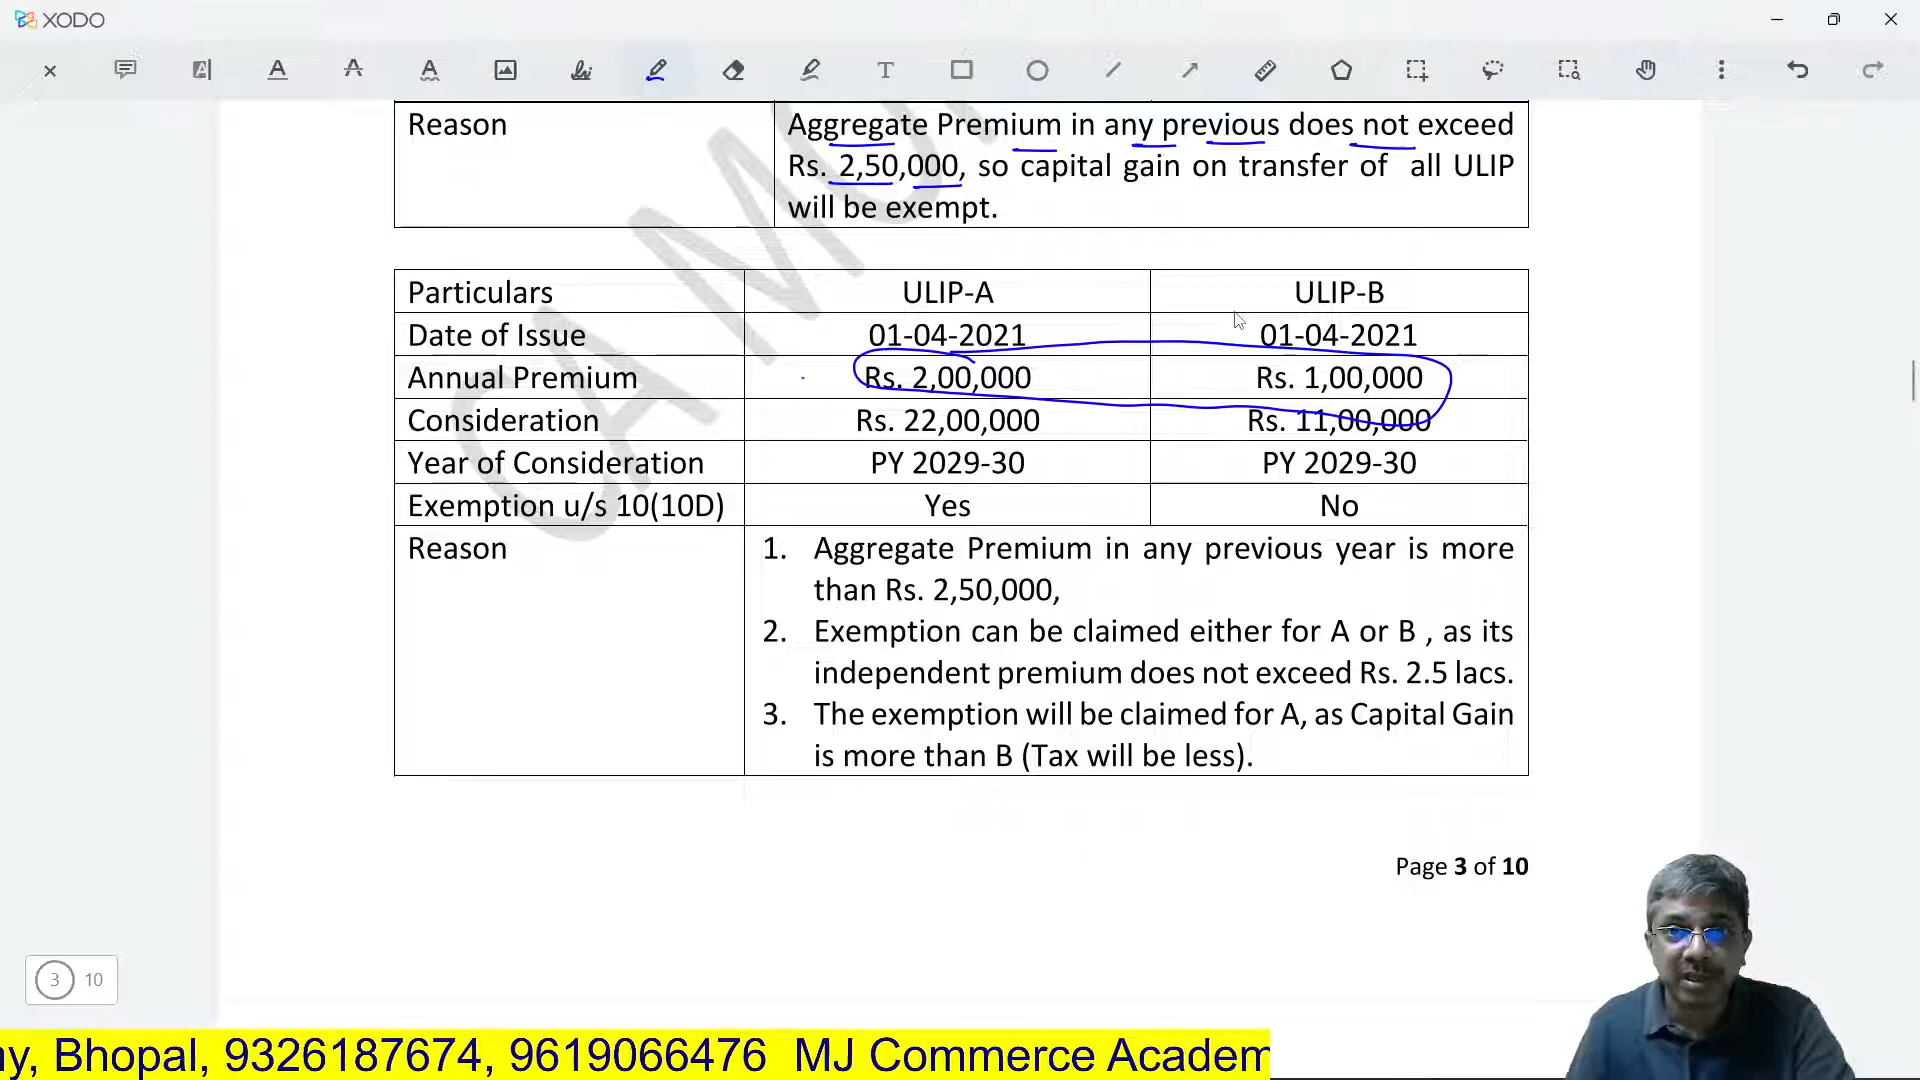 XODO
Reason
Aggregate Premium in any previous does not exceed
Rs. 2,50,000, so capital gain on transfer of all ULIP
will be exempt.
Particulars ULIP-A ULIP-B
Date of Issue 01-04-2021 01-04-2021
Annual Premium Rs. 2,00,000 Rs. 1,00,000
Consideration Rs. 22,00,000 Rs. 11,00,000
Year of Consideration PY 2029-30 PY 2029-30
Exemption u/s 10(10D) Yes No
Reason
1. Aggregate Premium in any previous year is more
than Rs. 2,50,000,
2. Exemption can be claimed either for A or B , as its
independent premium does not exceed Rs. 2.5 lacs.
3. The exemption will be claimed for A, as Capital Gain
is more than B (Tax will be less).
Page 3 of 10
3 10
Bhopal, 9326187674, 9619066476 MJ Commerce